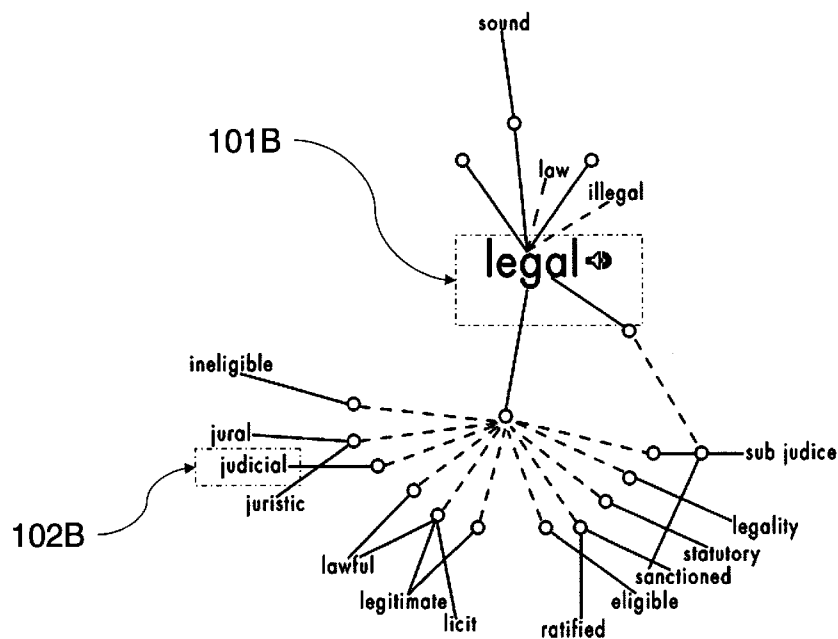 sound
101B
law
illegal
legal
ineligible
jural
judicial
juristic
102B
sub judice
legality
statutory
sanctioned
eligible
ratified
lawful
legitimate
licit